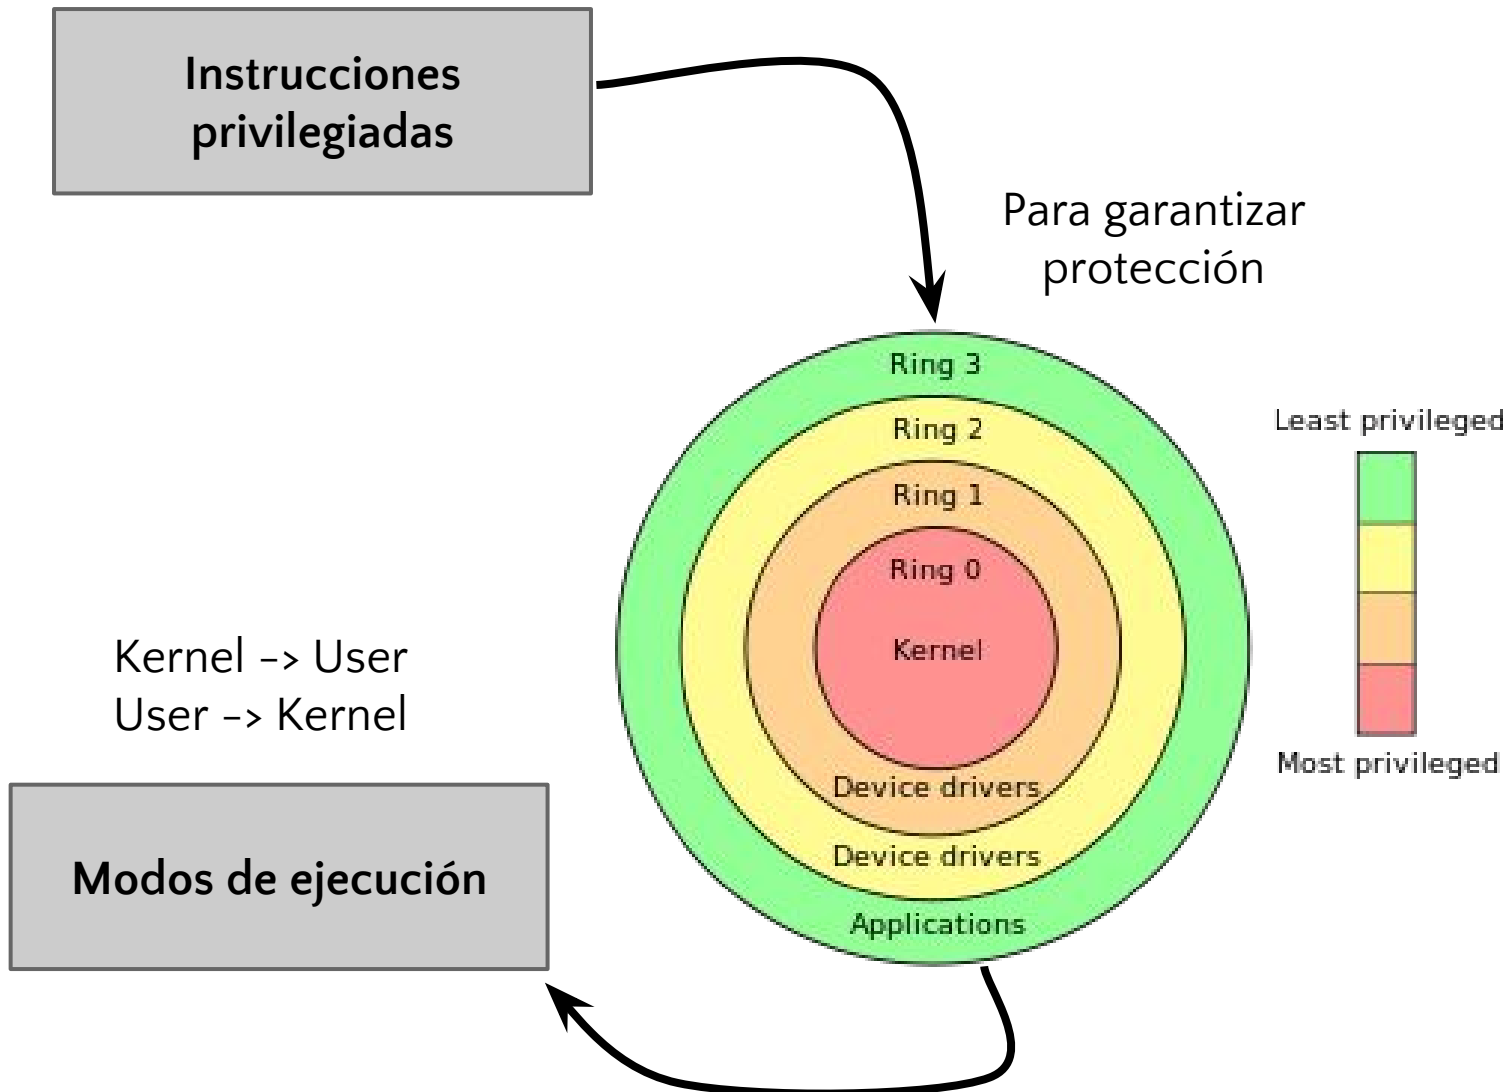 Instrucciones
privilegiadas
Para garantizar
protección
Ring 3
Ring 2
Ring 1
Ring 0
Kernel
Device drivers
Device drivers
Applications
Least privileged
Most privileged
Kernel -> User
User -> Kernel
Modos de ejecución